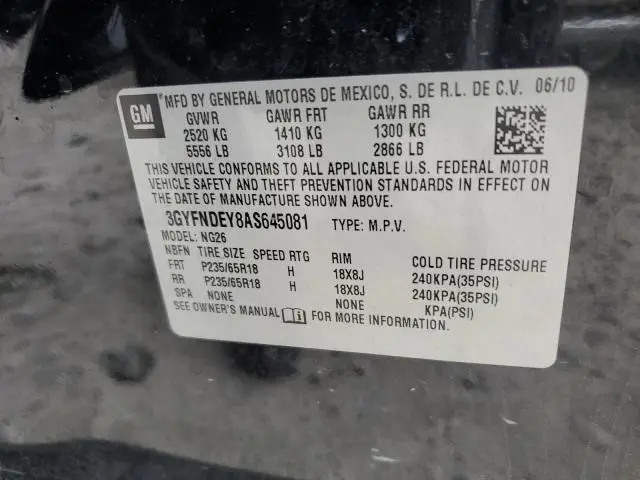 GM
MFD BY GENERAL MOTORS DE MEXICO, S. DE R.L. DE C.V. 06/10
GVWR GAWR FRT GAWR RR
2520 KG 1410 KG 1300 KG
5556 LB 3108 LB 2866 LB
THIS VEHICLE CONFORMS TO ALL APPLICABLE U.S. FEDERAL MOTOR
VEHICLE SAFETY AND THEFT PREVENTION STANDARDS IN EFFECT ON
THE DATE OF MANUFACTURE SHOWN ABOVE.
3GYFNDEY8AS645081 TYPE: M.P.V.
MODEL: NG26
NBFN TIRE SIZE SPEED RTG RIM COLD TIRE PRESSURE
FRT P235/65R18 H 18X8J 240KPA(35PSI)
RR P235/65R18 H 18X8J 240KPA(35PSI)
SPA NONE NONE KPA(PSI)
SEE OWNER'S MANUAL FOR MORE INFORMATION.